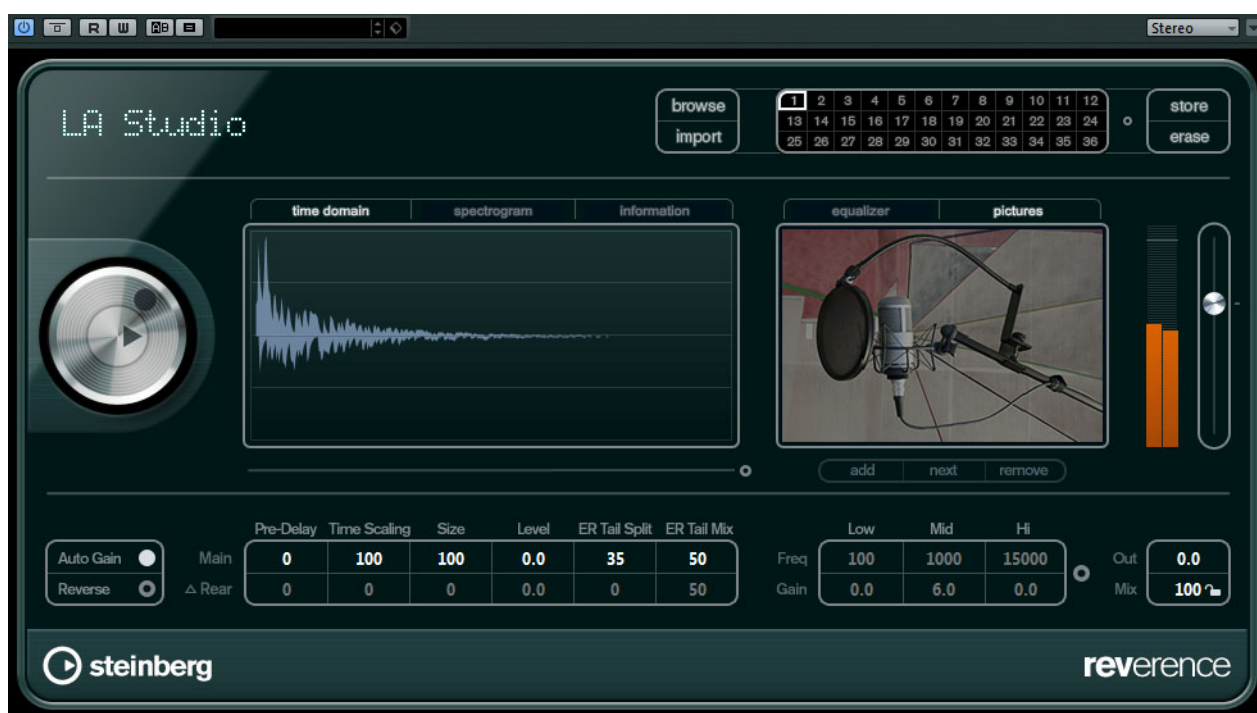 R W AB Stereo
LA Studio
browse
import
1 2 3 4 5 6 7 8 9 10 11 12
13 14 15 16 17 18 19 20 21 22 23 24
25 26 27 28 29 30 31 32 33 34 35 36
store
erase
time domain spectrogram information
equalizer pictures
add next remove
Pre-Delay Time Scaling Size Level ER Tail Split ER Tail Mix
Low Mid Hi
Auto Gain Main 0 100 100 0.0 35 50
Freq 100 1000 15000 Out 0.0
Reverse △ Rear 0 0 0 0.0 0 50
Gain 0.0 6.0 0.0 Mix 100
steinberg
reverence